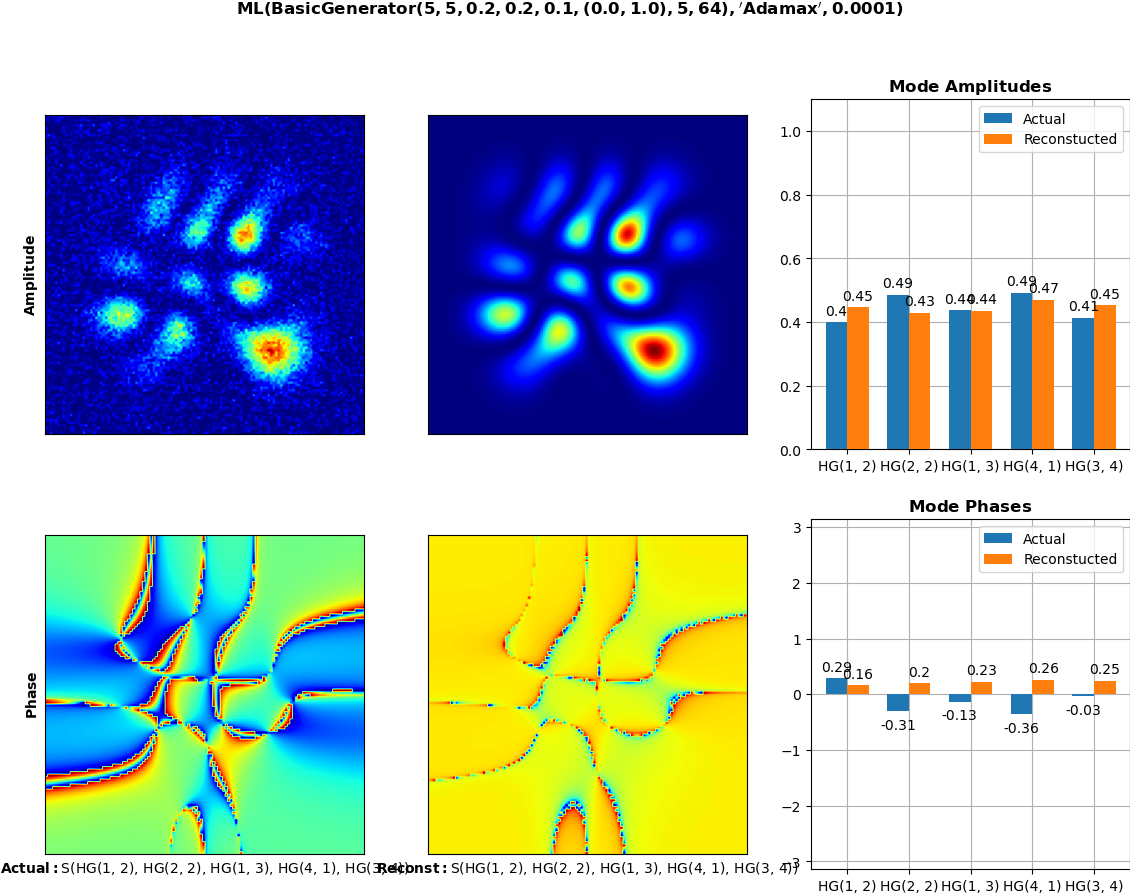 ML(BasicGenerator(5, 5, 0.2, 0.2, 0.1, (0.0, 1.0), 5, 64), ′Adamax′, 0.0001)
Mode Amplitudes
Actual
Reconstucted
1.0
0.8
0.6
0.4
0.2
0.0
0.4
0.45
0.49
0.43
0.44
0.44
0.49
0.47
0.41
0.45
HG(1, 2)
HG(2, 2)
HG(1, 3)
HG(4, 1)
HG(3, 4)
Amplitude
Mode Phases
Actual
Reconstucted
3
2
1
0
−1
−2
−3
0.29
0.16
-0.31
0.2
-0.13
0.23
-0.36
0.26
-0.03
0.25
HG(1, 2)
HG(2, 2)
HG(1, 3)
HG(4, 1)
HG(3, 4)
Phase
Actual: S(HG(1, 2), HG(2, 2), HG(1, 3), HG(4, 1), HG(3, 4))
Reconst: S(HG(1, 2), HG(2, 2), HG(1, 3), HG(4, 1), HG(3, 4))